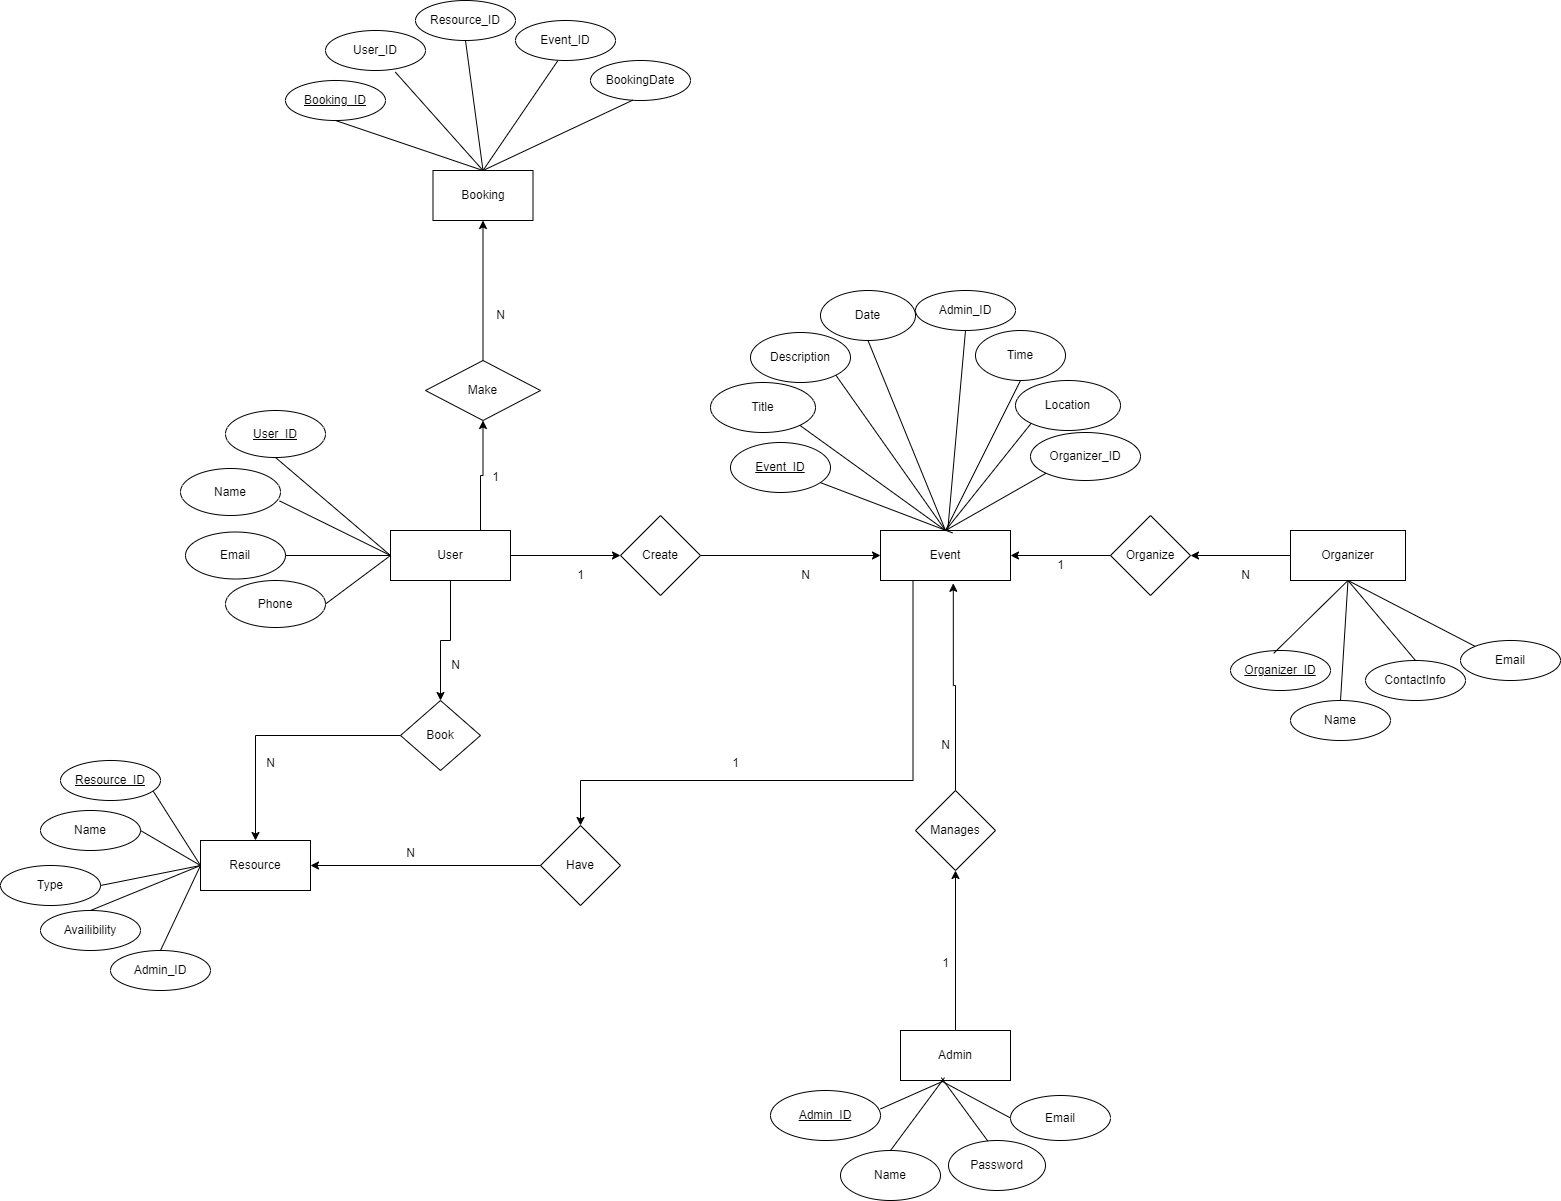 Resource_ID
Event_ID
User_ID
BookingDate
Booking_ID
Booking
N
Make
1
Date
Admin_ID
Description
Time
Title
Location
Event_ID
Organizer_ID
User_ID
Name
Email
Phone
User
1
Create
N
Event
1
Organize
N
Organizer
Organizer_ID
Name
ContactInfo
Email
N
Book
N
1
N
Manages
Resource_ID
Name
Type
Availibility
Admin_ID
Resource
N
Have
1
Admin
Admin_ID
Name
Password
Email